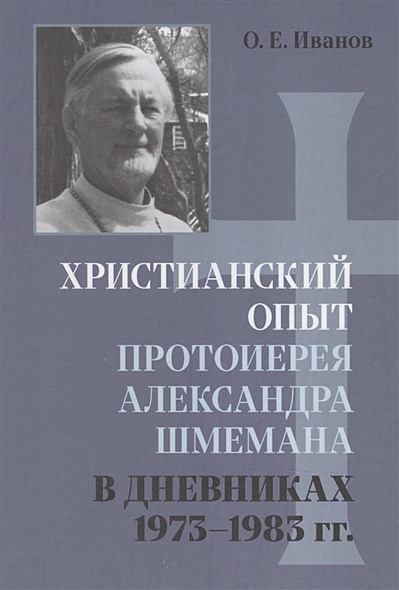 О. Е. Иванов
ХРИСТИАНСКИЙ
ОПЫТ
ПРОТОИЕРЕЯ
АЛЕКСАНДРА
ШМЕМАНА
В ДНЕВНИКАХ
1973–1983 гг.